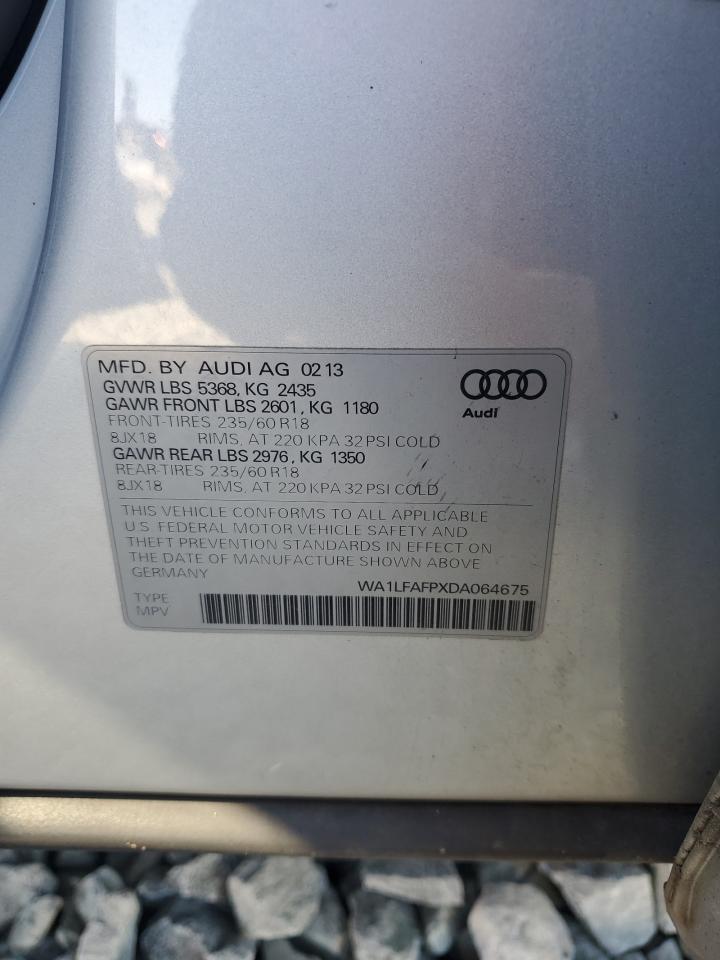 MFD. BY AUDI AG 02 13
GVWR LBS 5368, KG 2435
GAWR FRONT LBS 2601, KG 1180
FRONT-TIRES 235/60 R18
8JX18 RIMS, AT 220 KPA 32 PSI COLD
GAWR REAR LBS 2976, KG 1350
REAR-TIRES 235/60 R18
8JX18 RIMS, AT 220 KPA 32 PSI COLD
Audi
THIS VEHICLE CONFORMS TO ALL APPLICABLE
U.S. FEDERAL MOTOR VEHICLE SAFETY AND
THEFT PREVENTION STANDARDS IN EFFECT ON
THE DATE OF MANUFACTURE SHOWN ABOVE
GERMANY
WA1LFAFPXDA064675
TYPE
MPV